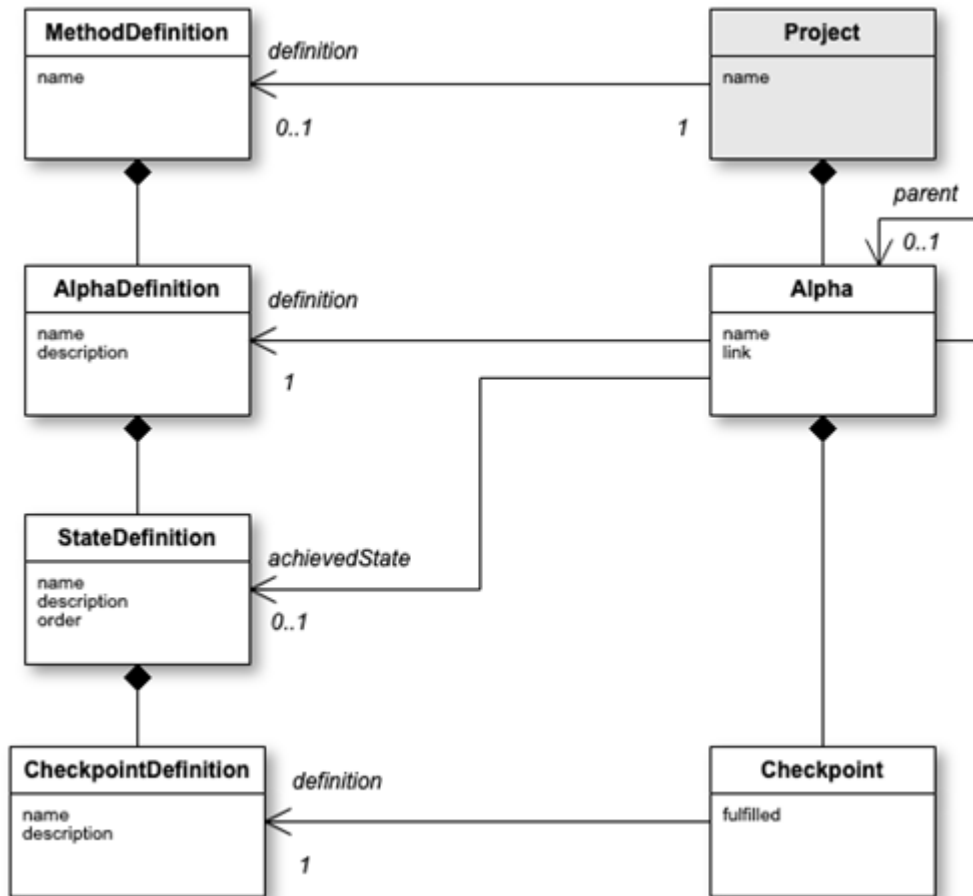 MethodDefinition
name
definition
0..1
1
Project
name
parent
0..1
AlphaDefinition
name
description
definition
1
Alpha
name
link
StateDefinition
name
description
order
achievedState
0..1
CheckpointDefinition
name
description
definition
1
Checkpoint
fulfilled